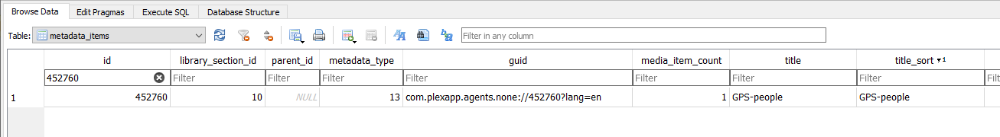 Browse Data Edit Pragmas Execute SQL Database Structure
Table: metadata_items Filter in any column
id library_section_id parent_id metadata_type guid media_item_count title title_sort 1
452760 Filter Filter Filter Filter Filter Filter Filter
1 452760 10 NULL 13 com.plexapp.agents.none://452760?lang=en 1 GPS-people GPS-people